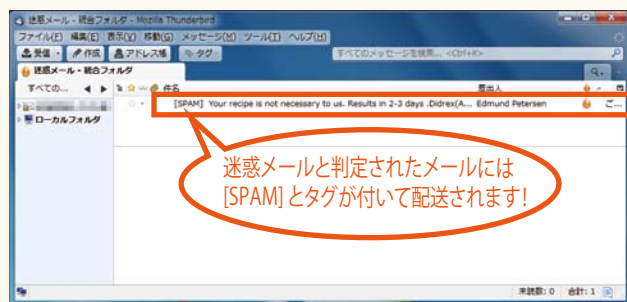 迷惑メール - 統合フォルダ - Mozilla Thunderbird
ファイル(F) 編集(E) 表示(V) 移動(G) メッセージ(M) ツール(T) ヘルプ(H)
受信 作成 アドレス帳 タグ すべてのメッセージを検索... <Ctrl+K>
迷惑メール - 統合フォルダ
すべての... 件名 差出人
[SPAM] Your recipe is not necessary to us. Results in 2-3 days .Didrex(A... Edmund Petersen ご...
ローカルフォルダ
迷惑メールと判定されたメールには
[SPAM] とタグが付いて配送されます!
未読数: 0 合計: 1